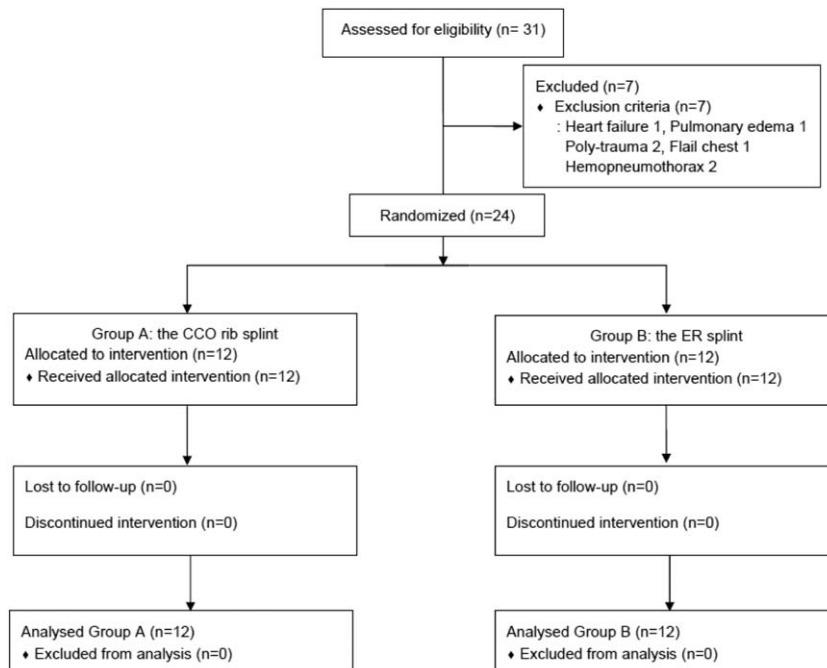 Assessed for eligibility (n= 31)
Excluded (n=7)
♦ Exclusion criteria (n=7)
: Heart failure 1, Pulmonary edema 1
Poly-trauma 2, Flail chest 1
Hemopneumothorax 2
Randomized (n=24)
Group A: the CCO rib splint
Allocated to intervention (n=12)
♦ Received allocated intervention (n=12)
Group B: the ER splint
Allocated to intervention (n=12)
♦ Received allocated intervention (n=12)
Lost to follow-up (n=0)
Discontinued intervention (n=0)
Lost to follow-up (n=0)
Discontinued intervention (n=0)
Analysed Group A (n=12)
♦ Excluded from analysis (n=0)
Analysed Group B (n=12)
♦ Excluded from analysis (n=0)